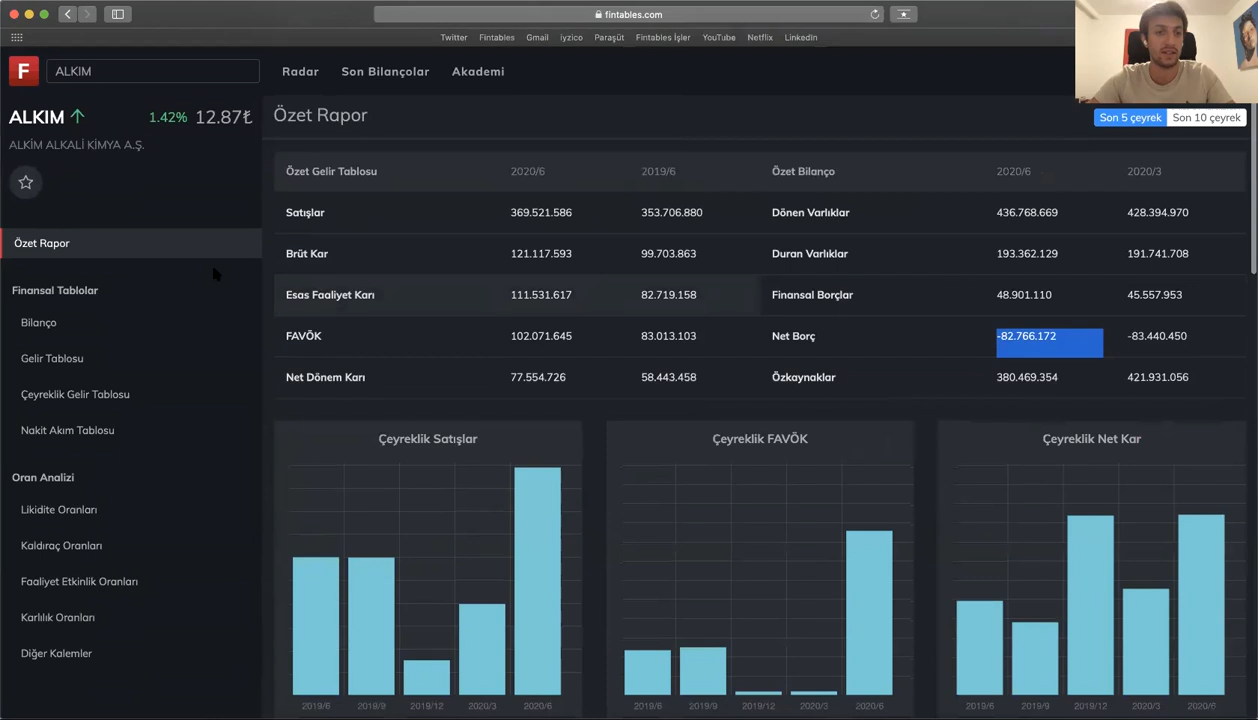 fintables.com
Twitter Fintables Gmail iyzico Paraşüt Fintables İşler YouTube Netflix LinkedIn
F ALKIM Radar Son Bilançolar Akademi
ALKIM 1.42% 12.87₺
ALKİM ALKALİ KİMYA A.Ş.
Özet Rapor
Finansal Tablolar
Bilanço
Gelir Tablosu
Çeyreklik Gelir Tablosu
Nakit Akım Tablosu
Oran Analizi
Likidite Oranları
Kaldıraç Oranları
Faaliyet Etkinlik Oranları
Karlılık Oranları
Diğer Kalemler
Özet Rapor
Son 5 çeyrek Son 10 çeyrek
Özet Gelir Tablosu 2020/6 2019/6 Özet Bilanço 2020/6 2020/3
Satışlar 369.521.586 353.706.880 Dönen Varlıklar 436.768.669 428.394.970
Brüt Kar 121.117.593 99.703.863 Duran Varlıklar 193.362.129 191.741.708
Esas Faaliyet Karı 111.531.617 82.719.158 Finansal Borçlar 48.901.110 45.557.953
FAVÖK 102.071.645 83.013.103 Net Borç -82.766.172 -83.440.450
Net Dönem Karı 77.554.726 58.443.458 Özkaynaklar 380.469.354 421.931.056
Çeyreklik Satışlar Çeyreklik FAVÖK Çeyreklik Net Kar
2019/6 2019/9 2019/12 2020/3 2020/6 2019/6 2019/9 2019/12 2020/3 2020/6 2019/6 2019/9 2019/12 2020/3 2020/6